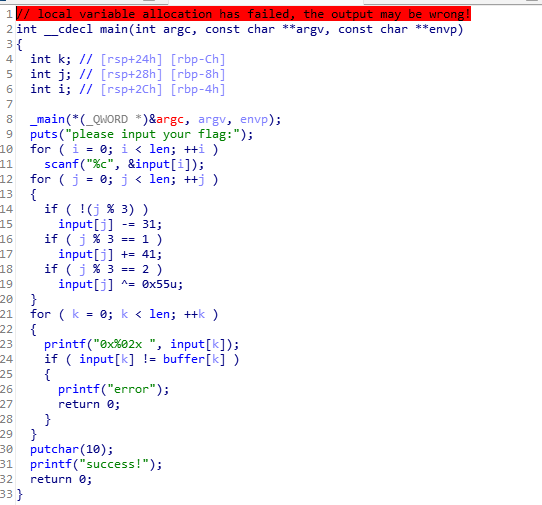 1 // local variable allocation has failed, the output may be wrong!
2 int __cdecl main(int argc, const char **argv, const char **envp)
3 {
4   int k; // [rsp+24h] [rbp-Ch]
5   int j; // [rsp+28h] [rbp-8h]
6   int i; // [rsp+2Ch] [rbp-4h]
7
8   _main(*(_QWORD *)&argc, argv, envp);
9   puts("please input your flag:");
10   for ( i = 0; i < len; ++i )
11     scanf("%c", &input[i]);
12   for ( j = 0; j < len; ++j )
13   {
14     if ( !(j % 3) )
15       input[j] -= 31;
16     if ( j % 3 == 1 )
17       input[j] += 41;
18     if ( j % 3 == 2 )
19       input[j] ^= 0x55u;
20   }
21   for ( k = 0; k < len; ++k )
22   {
23     printf("0x%02x ", input[k]);
24     if ( input[k] != buffer[k] )
25     {
26       printf("error");
27       return 0;
28     }
29   }
30   putchar(10);
31   printf("success!");
32   return 0;
33 }